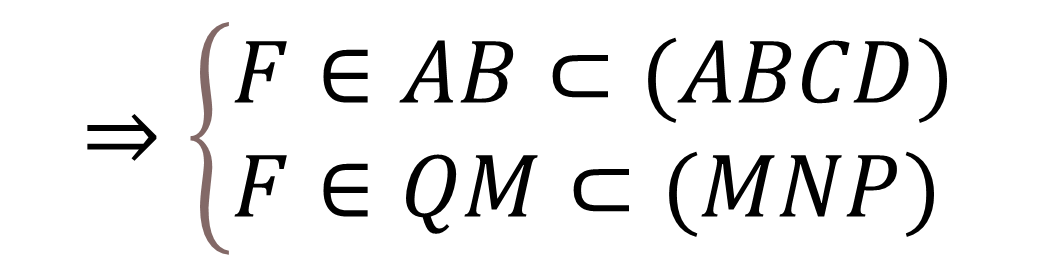 ⇒ { F ∈ AB ⊂ (ABCD)
F ∈ QM ⊂ (MNP)